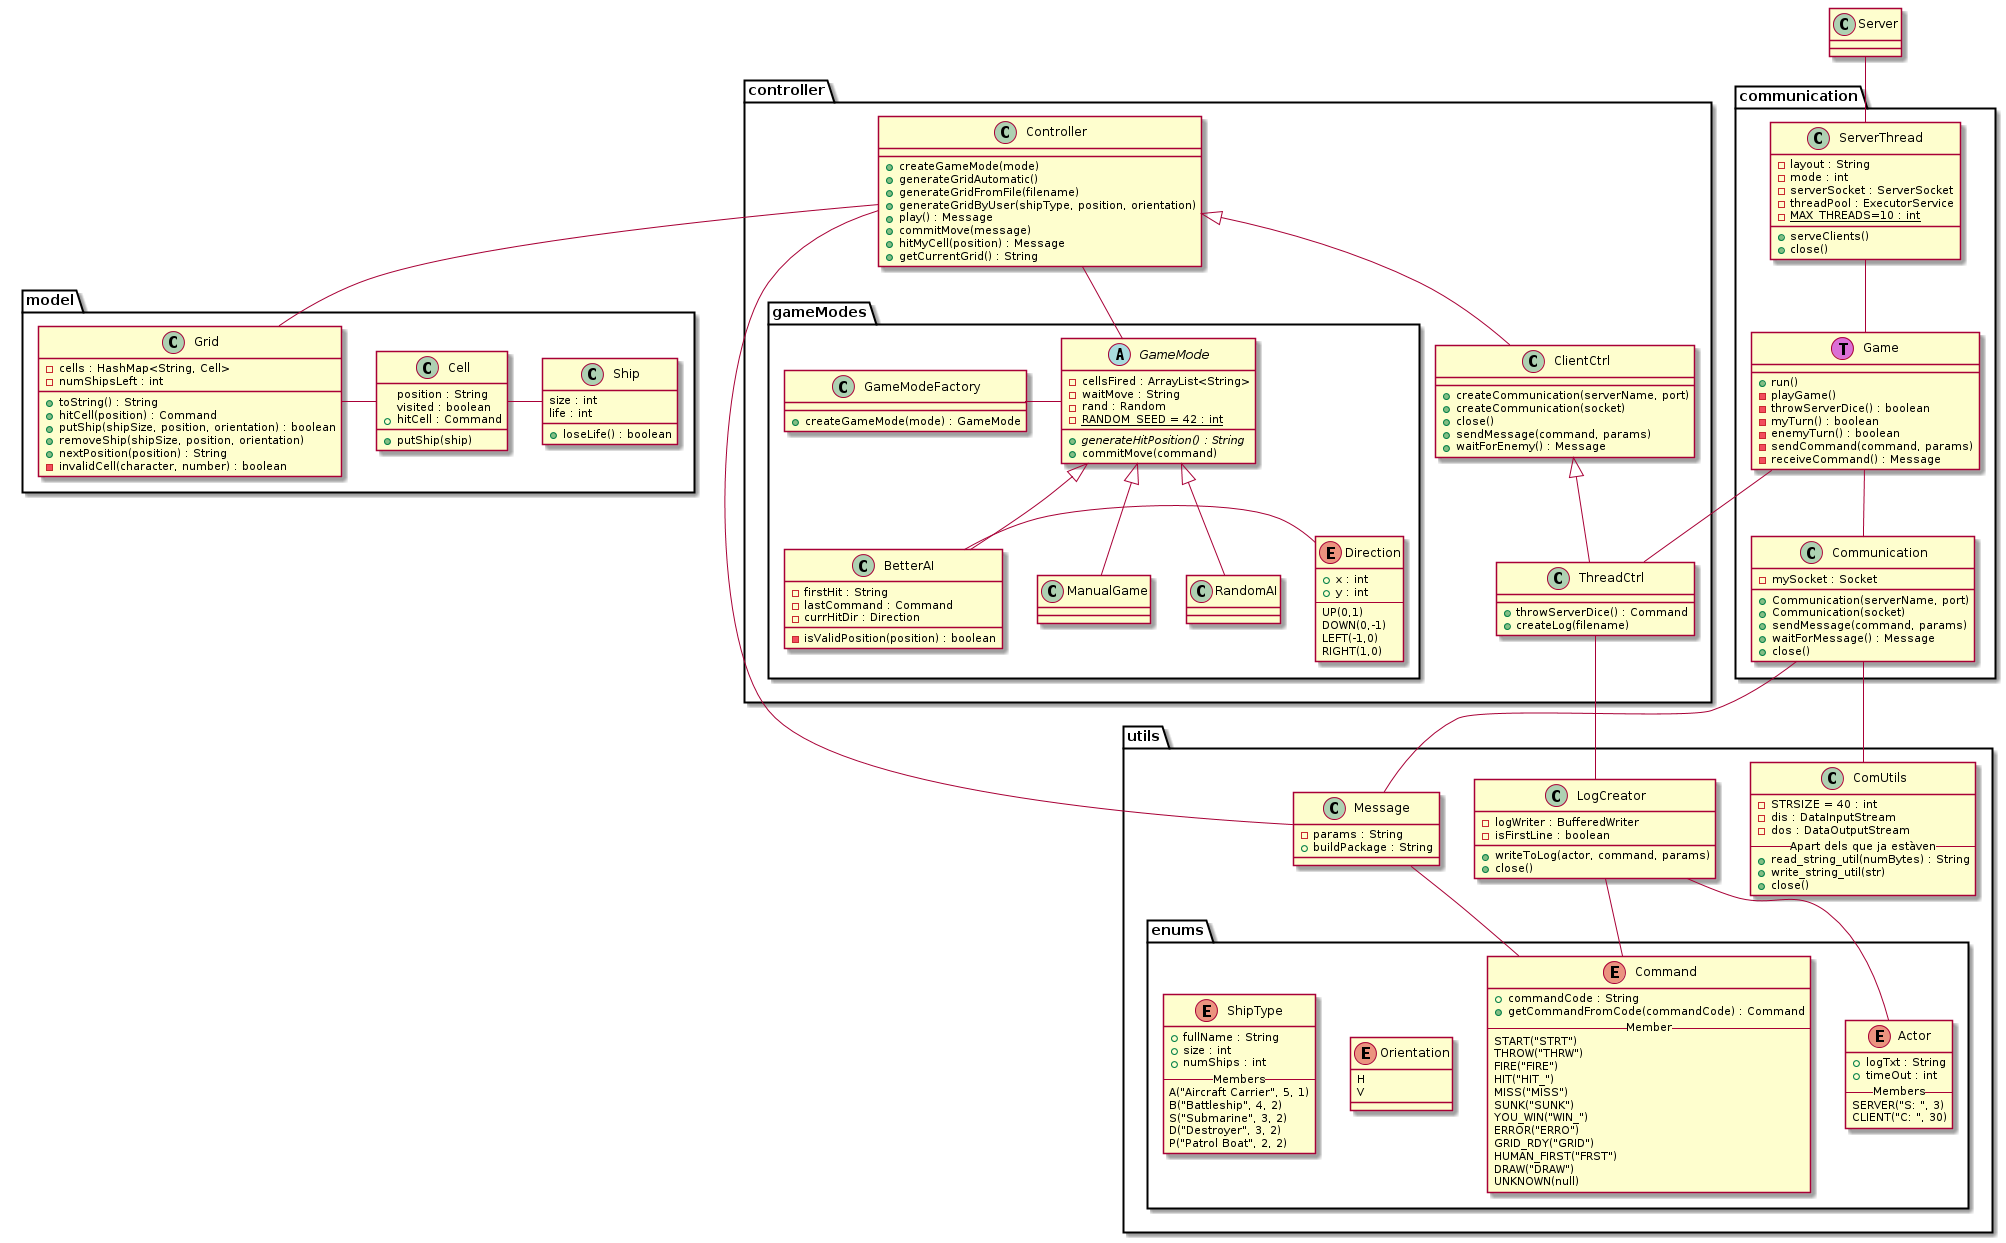 C Server
communication
C ServerThread
layout : String
mode : int
serverSocket : ServerSocket
threadPool : ExecutorService
MAX_THREADS=10 : int
serveClients()
close()
T Game
run()
playGame()
throwServerDice() : boolean
myTurn() : boolean
enemyTurn() : boolean
sendCommand(command, params)
receiveCommand() : Message
C Communication
mySocket : Socket
Communication(serverName, port)
Communication(socket)
sendMessage(command, params)
waitForMessage() : Message
close()
controller
C Controller
createGameMode(mode)
generateGridAutomatic()
generateGridFromFile(filename)
generateGridByUser(shipType, position, orientation)
play() : Message
commitMove(message)
hitMyCell(position) : Message
getCurrentGrid() : String
gameModes
C GameModeFactory
createGameMode(mode) : GameMode
A GameMode
cellsFired : ArrayList<String>
waitMove : String
rand : Random
RANDOM_SEED = 42 : int
generateHitPosition() : String
commitMove(command)
C BetterAI
firstHit : String
lastCommand : Command
currHitDir : Direction
isValidPosition(position) : boolean
C ManualGame
C RandomAI
E Direction
x : int
y : int
UP(0,1)
DOWN(0,-1)
LEFT(-1,0)
RIGHT(1,0)
C ClientCtrl
createCommunication(serverName, port)
createCommunication(socket)
close()
sendMessage(command, params)
waitForEnemy() : Message
C ThreadCtrl
throwServerDice() : Command
createLog(filename)
model
C Grid
cells : HashMap<String, Cell>
numShipsLeft : int
toString() : String
hitCell(position) : Command
putShip(shipSize, position, orientation) : boolean
removeShip(shipSize, position, orientation)
nextPosition(position) : String
invalidCell(character, number) : boolean
C Cell
position : String
visited : boolean
hitCell : Command
putShip(ship)
C Ship
size : int
life : int
loseLife() : boolean
utils
C Message
params : String
buildPackage : String
C LogCreator
logWriter : BufferedWriter
isFirstLine : boolean
writeToLog(actor, command, params)
close()
C ComUtils
STRSIZE = 40 : int
dis : DataInputStream
dos : DataOutputStream
Apart dels que ja estàven
read_string_util(numBytes) : String
write_string_util(str)
close()
enums
E ShipType
fullName : String
size : int
numShips : int
Members
A("Aircraft Carrier", 5, 1)
B("Battleship", 4, 2)
S("Submarine", 3, 2)
D("Destroyer", 3, 2)
P("Patrol Boat", 2, 2)
E Orientation
H
V
E Command
commandCode : String
getCommandFromCode(commandCode) : Command
Member
START("STRT")
THROW("THRW")
FIRE("FIRE")
HIT("HIT_")
MISS("MISS")
SUNK("SUNK")
YOU_WIN("WIN_")
ERROR("ERRO")
GRID_RDY("GRID")
HUMAN_FIRST("FRST")
DRAW("DRAW")
UNKNOWN(null)
E Actor
logTxt : String
timeOut : int
Members
SERVER("S: ", 3)
CLIENT("C: ", 30)